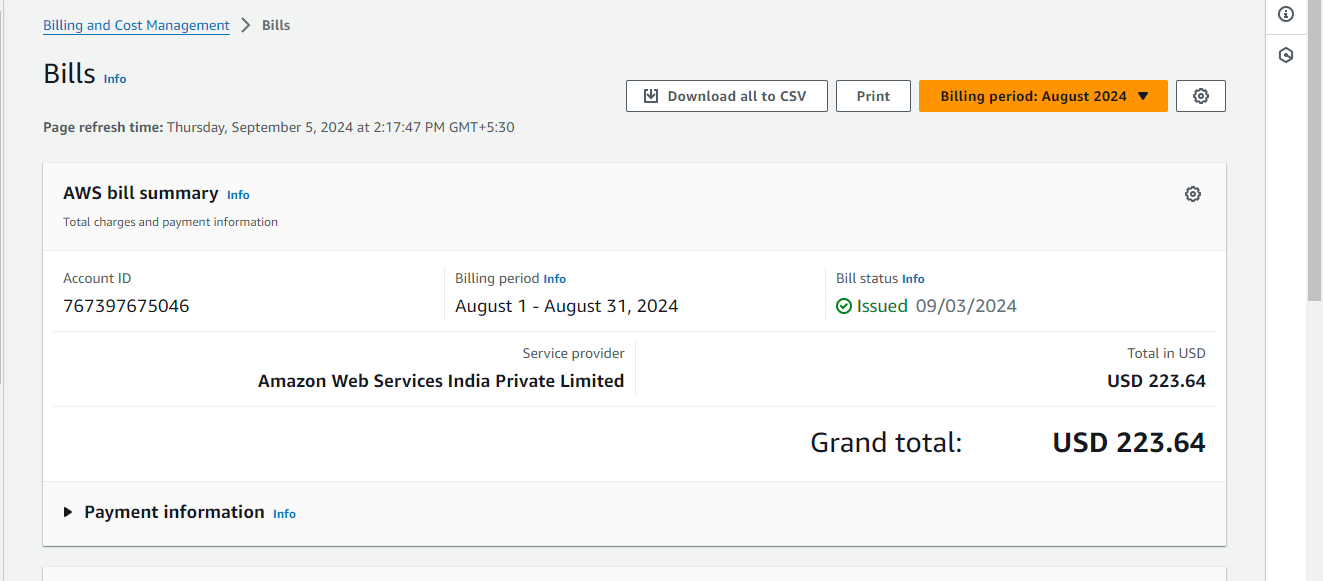 Billing and Cost Management > Bills
Bills Info
Download all to CSV
Print
Billing period: August 2024
Page refresh time: Thursday, September 5, 2024 at 2:17:47 PM GMT+5:30
AWS bill summary Info
Total charges and payment information
Account ID
767397675046
Billing period Info
August 1 - August 31, 2024
Bill status Info
Issued 09/03/2024
Service provider
Amazon Web Services India Private Limited
Total in USD
USD 223.64
Grand total: USD 223.64
Payment information Info